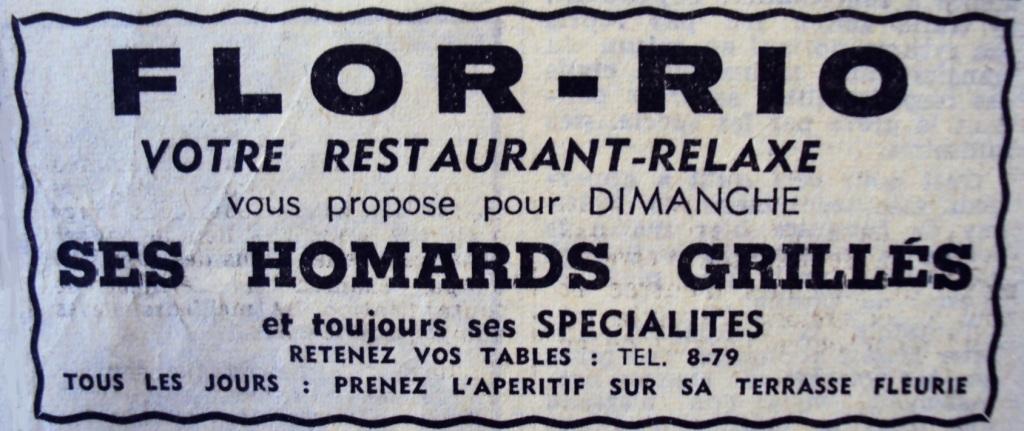 FLOR-RIO
VOTRE RESTAURANT-RELAXE
vous propose pour DIMANCHE
SES HOMARDS GRILLÉS
et toujours ses SPECIALITES
RETENEZ VOS TABLES : TEL. 8-79
TOUS LES JOURS : PRENEZ L'APERITIF SUR SA TERRASSE FLEURIE